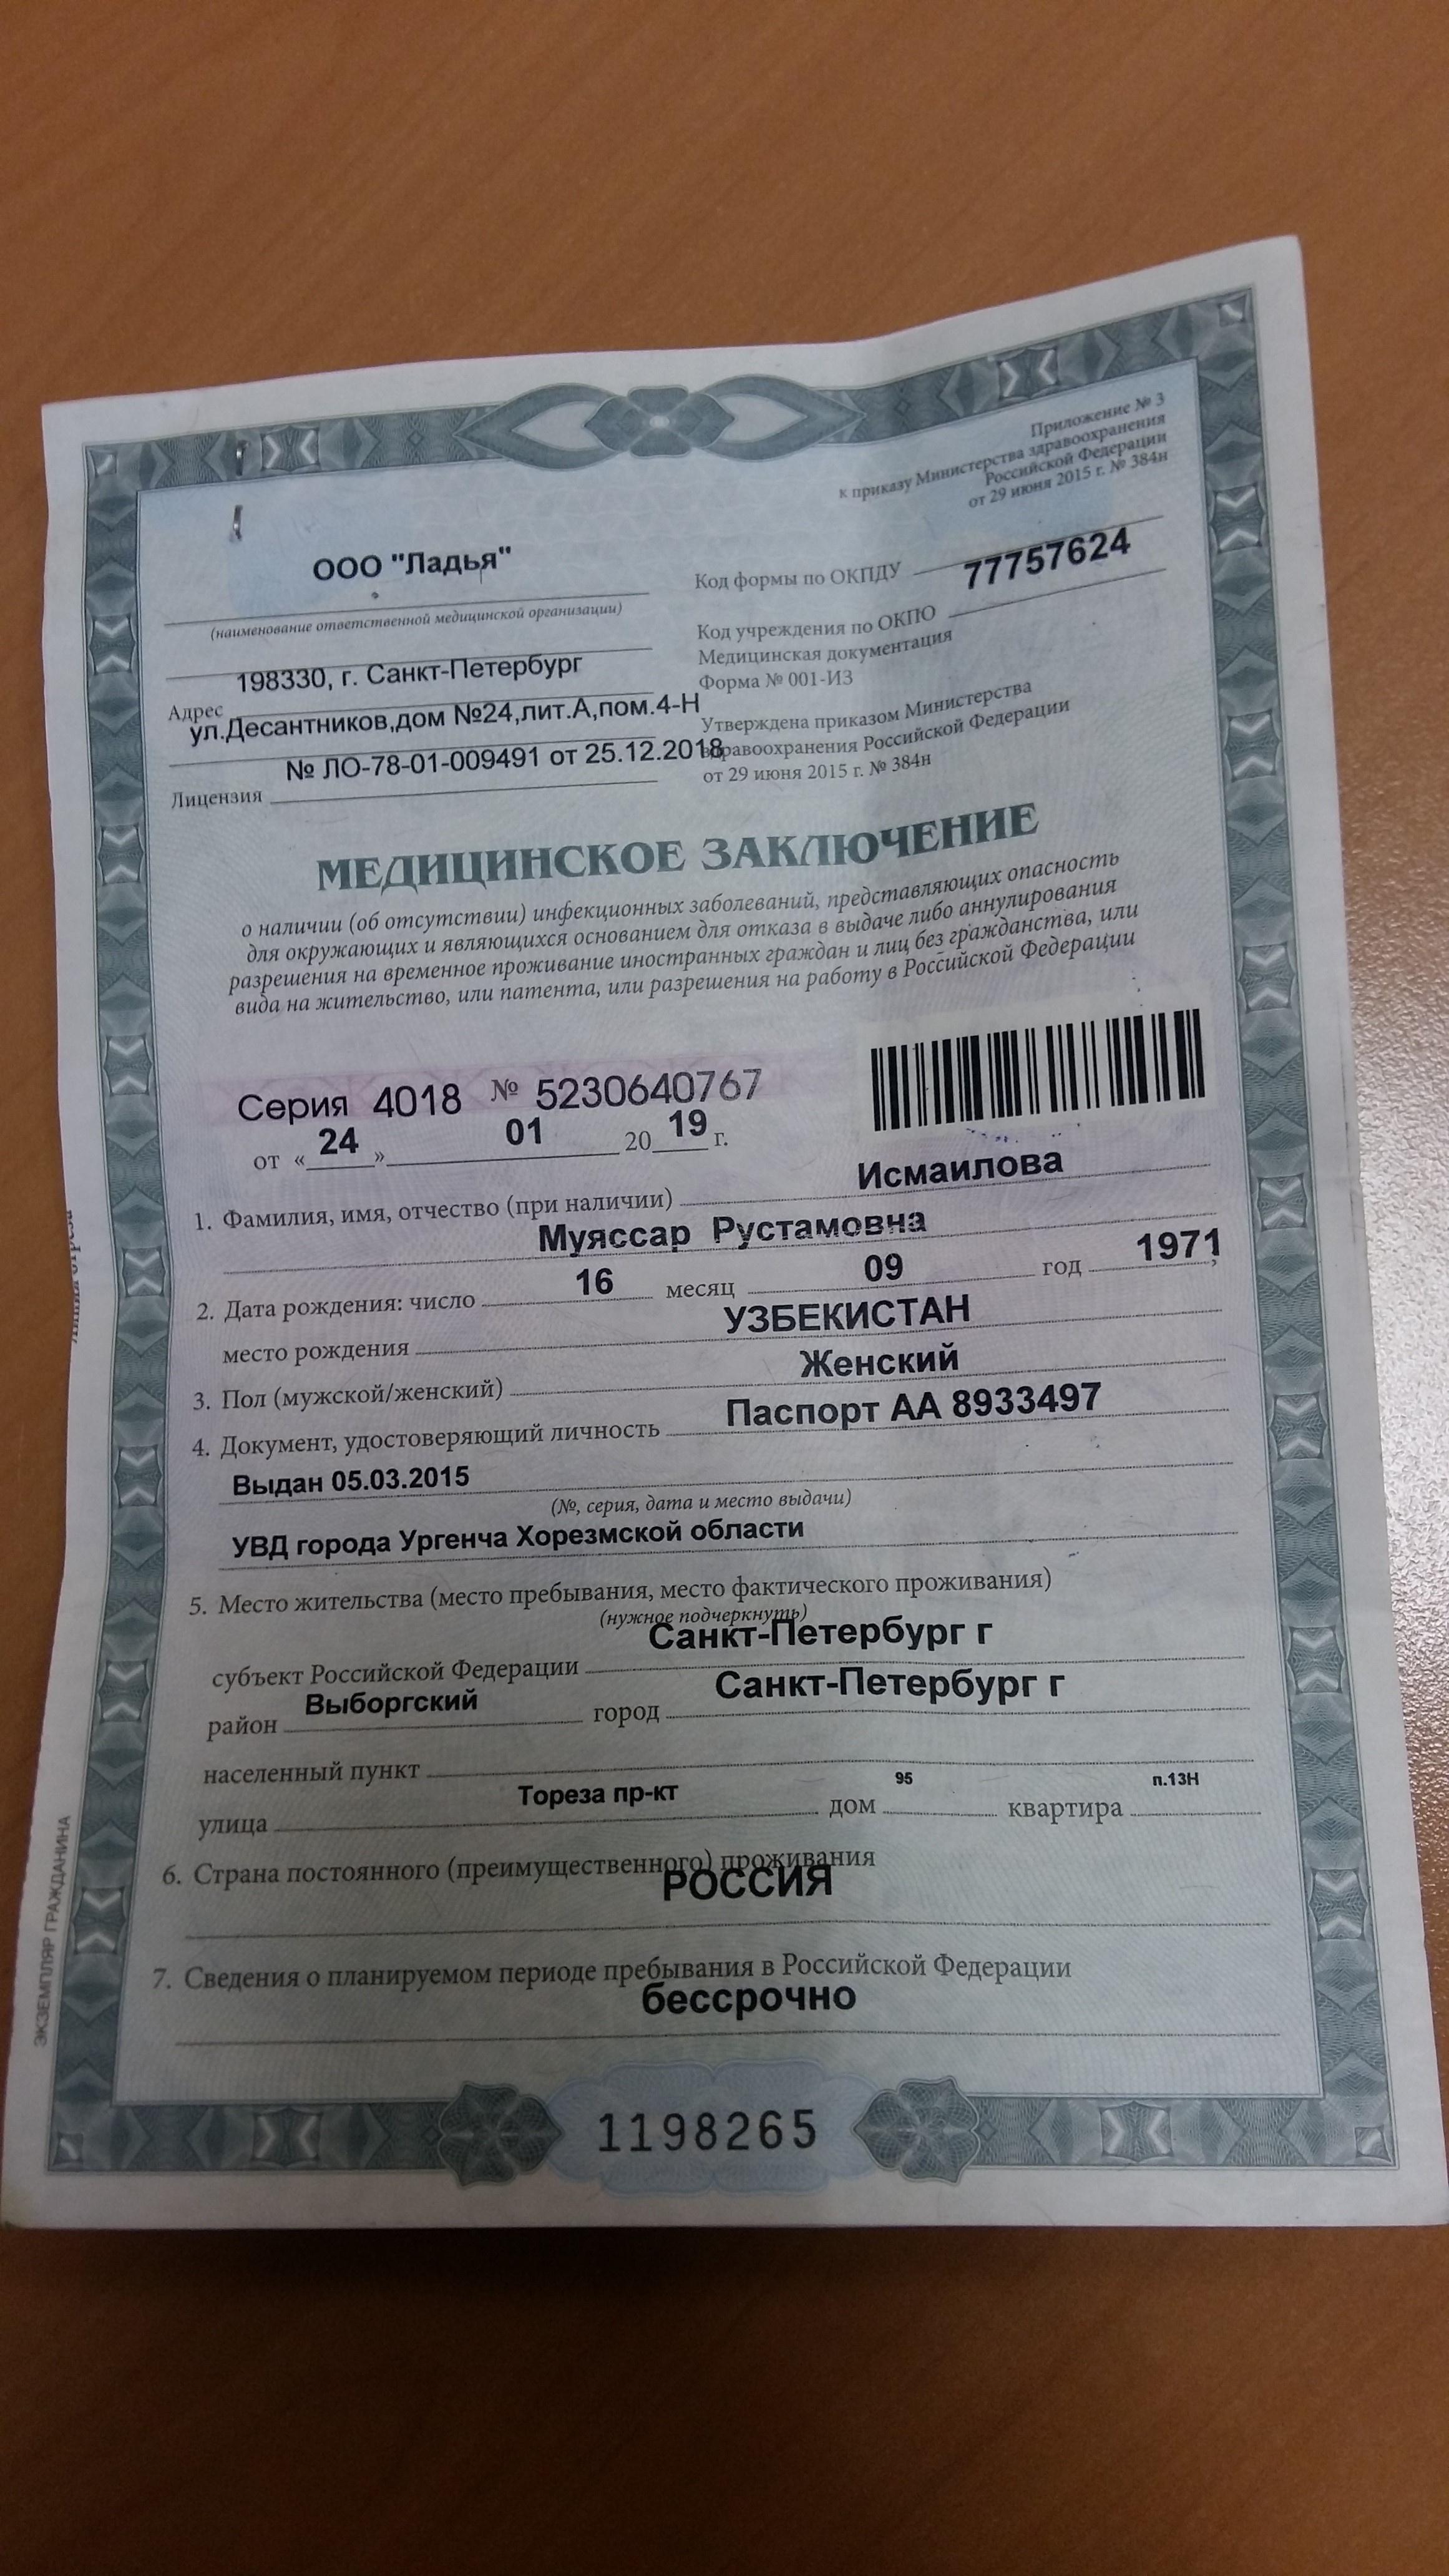 Приложение № 3
к приказу Министерства здравоохранения
Российской Федерации
от 29 июня 2015 г. № 384н
ООО "Ладья"
(наименование ответственной медицинской организации)
198330, г. Санкт-Петербург
Адрес
ул.Десантников,дом №24,лит.А,пом.4-Н
№ ЛО-78-01-009491 от 25.12.2018
Лицензия
Код формы по ОКПДУ
77757624
Код учреждения по ОКПО
Медицинская документация
Форма № 001-ИЗ
Утверждена приказом Министерства
здравоохранения Российской Федерации
от 29 июня 2015 г. № 384н
МЕДИЦИНСКОЕ ЗАКЛЮЧЕНИЕ
о наличии (об отсутствии) инфекционных заболеваний, представляющих опасность
для окружающих и являющихся основанием для отказа в выдаче либо аннулирования
разрешения на временное проживание иностранных граждан и лиц без гражданства, или
вида на жительство, или патента, или разрешения на работу в Российской Федерации
Серия 4018 № 5230640767
от « 24 » 01 20 19 г.
1. Фамилия, имя, отчество (при наличии) Исмаилова
Муяссар Рустамовна
2. Дата рождения: число 16 месяц 09 год 1971 ,
место рождения УЗБЕКИСТАН
3. Пол (мужской/женский) Женский
4. Документ, удостоверяющий личность Паспорт АА 8933497
Выдан 05.03.2015
(№, серия, дата и место выдачи)
УВД города Ургенча Хорезмской области
5. Место жительства (место пребывания, место фактического проживания)
(нужное подчеркнуть)
субъект Российской Федерации Санкт-Петербург г
район Выборгский город Санкт-Петербург г
населенный пункт
улица Тореза пр-кт дом 95 квартира п.13Н
6. Страна постоянного (преимущественного) проживания
РОССИЯ
7. Сведения о планируемом периоде пребывания в Российской Федерации
бессрочно
1198265
ЭКЗЕМПЛЯР ГРАЖДАНИНА